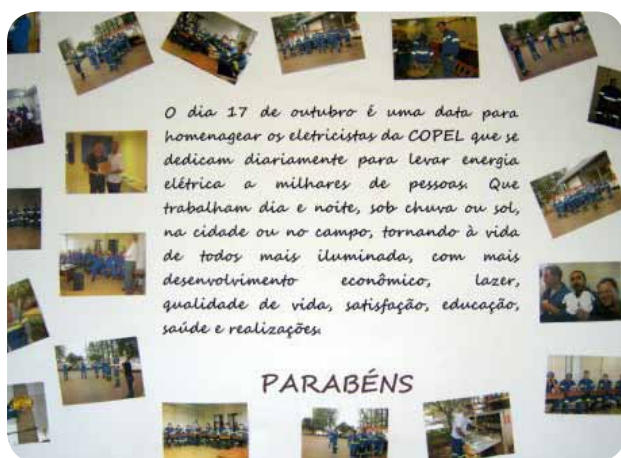 O dia 17 de outubro é uma data para
homenagear os eletricistas da COPEL que se
dedicam diariamente para levar energia
elétrica a milhares de pessoas. Que
trabalham dia e noite, sob chuva ou sol,
na cidade ou no campo, tornando à vida
de todos mais iluminada, com mais
desenvolvimento econômico, lazer,
qualidade de vida, satisfação, educação,
saúde e realizações.
PARABÉNS